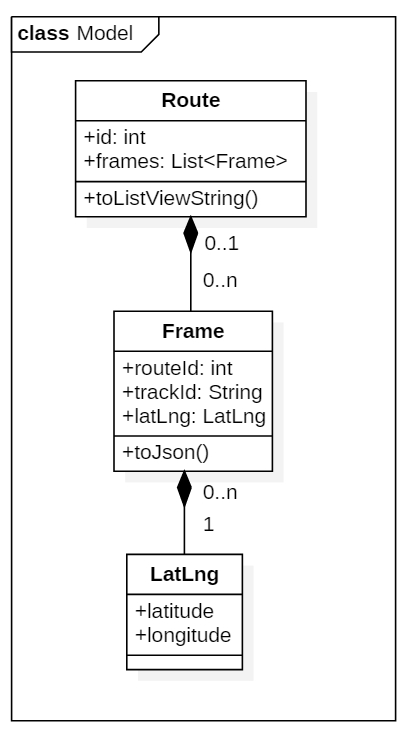 class Model
Route
+id: int
+frames: List<Frame>
+toListViewString()
0..1
0..n
Frame
+routeId: int
+trackId: String
+latLng: LatLng
+toJson()
0..n
1
LatLng
+latitude
+longitude